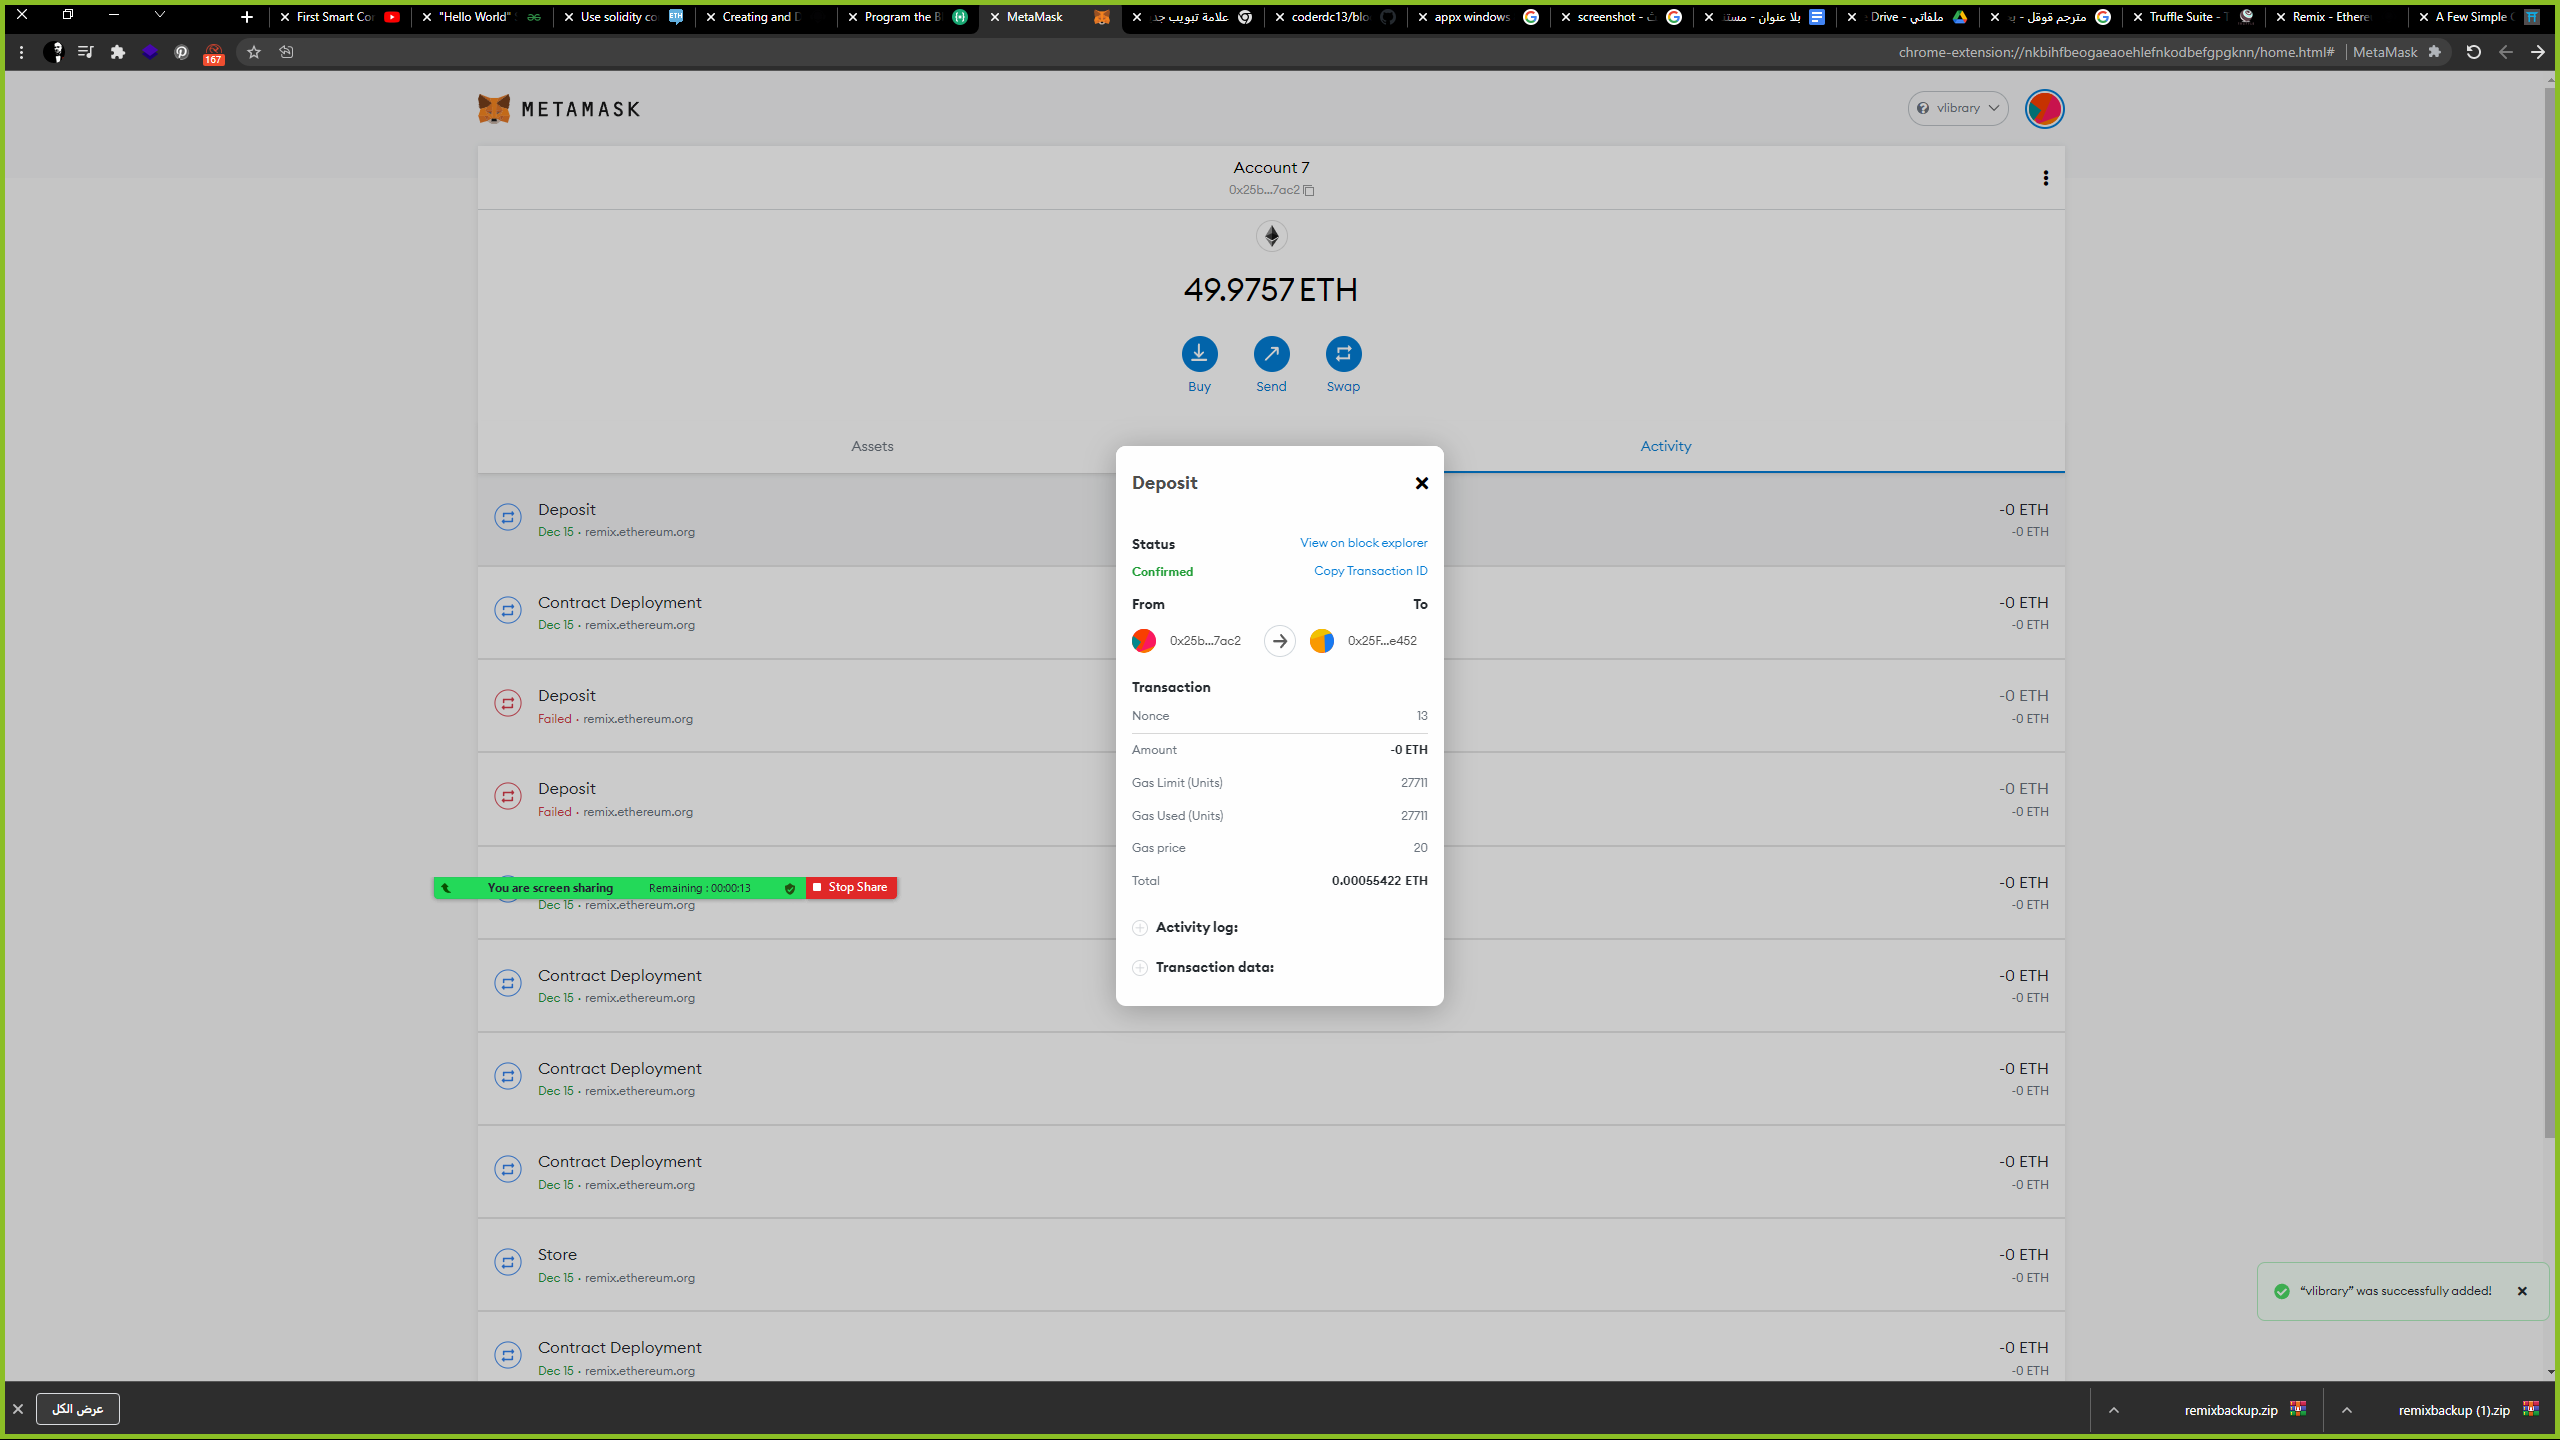 First Smart Cor
"Hello World"
Use solidity co
Creating and D
Program the B
MetaMask
علامة تبويب جد
coderdc13/blo
appx windows
screenshot -
بلا عنوان - مستن
Drive - ملفاتي
مترجم قوقل - ب
Truffle Suite - T
Remix - Ethere
A Few Simple
167
chrome-extension://nkbihfbeogaeaoehlefnkodbefgpgknn/home.html# | MetaMask
METAMASK
vlibrary
Account 7
0x25b...7ac2
49.9757 ETH
Buy
Send
Swap
Assets
Activity
Deposit
Dec 15 · remix.ethereum.org
-0 ETH
-0 ETH
Contract Deployment
Dec 15 · remix.ethereum.org
-0 ETH
-0 ETH
Deposit
Failed · remix.ethereum.org
-0 ETH
-0 ETH
Deposit
Failed · remix.ethereum.org
-0 ETH
-0 ETH
You are screen sharing
Remaining : 00:00:13
Stop Share
Dec 15 · remix.ethereum.org
-0 ETH
-0 ETH
Contract Deployment
Dec 15 · remix.ethereum.org
-0 ETH
-0 ETH
Contract Deployment
Dec 15 · remix.ethereum.org
-0 ETH
-0 ETH
Contract Deployment
Dec 15 · remix.ethereum.org
-0 ETH
-0 ETH
Store
Dec 15 · remix.ethereum.org
-0 ETH
-0 ETH
Contract Deployment
Dec 15 · remix.ethereum.org
-0 ETH
-0 ETH
Deposit
Status
View on block explorer
Confirmed
Copy Transaction ID
From
To
0x25b...7ac2
0x25F...e452
Transaction
Nonce 13
Amount -0 ETH
Gas Limit (Units) 27711
Gas Used (Units) 27711
Gas price 20
Total 0.00055422 ETH
Activity log:
Transaction data:
“vlibrary” was successfully added!
عرض الكل
remixbackup.zip
remixbackup (1).zip